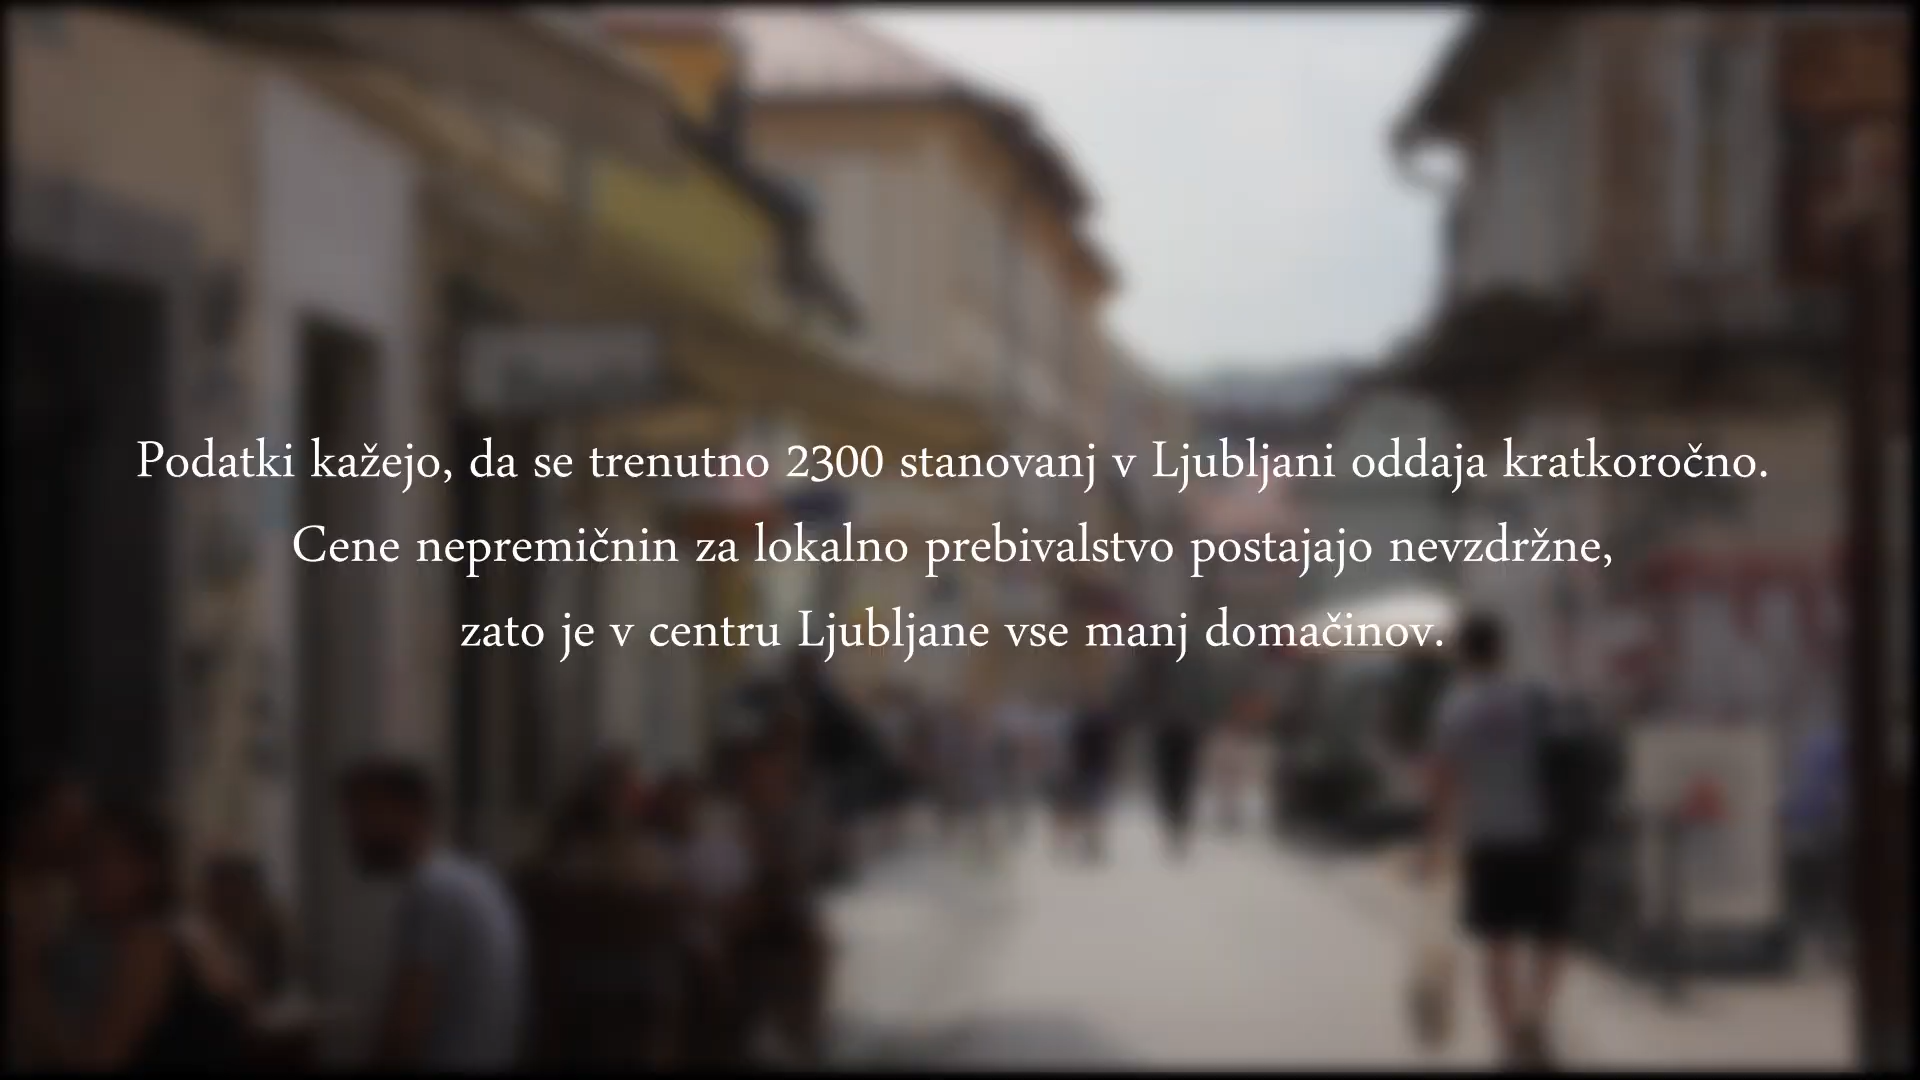 Podatki kažejo, da se trenutno 2300 stanovanj v Ljubljani oddaja kratkoročno.
Cene nepremičnin za lokalno prebivalstvo postajajo nevzdržne,
zato je v centru Ljubljane vse manj domačinov.